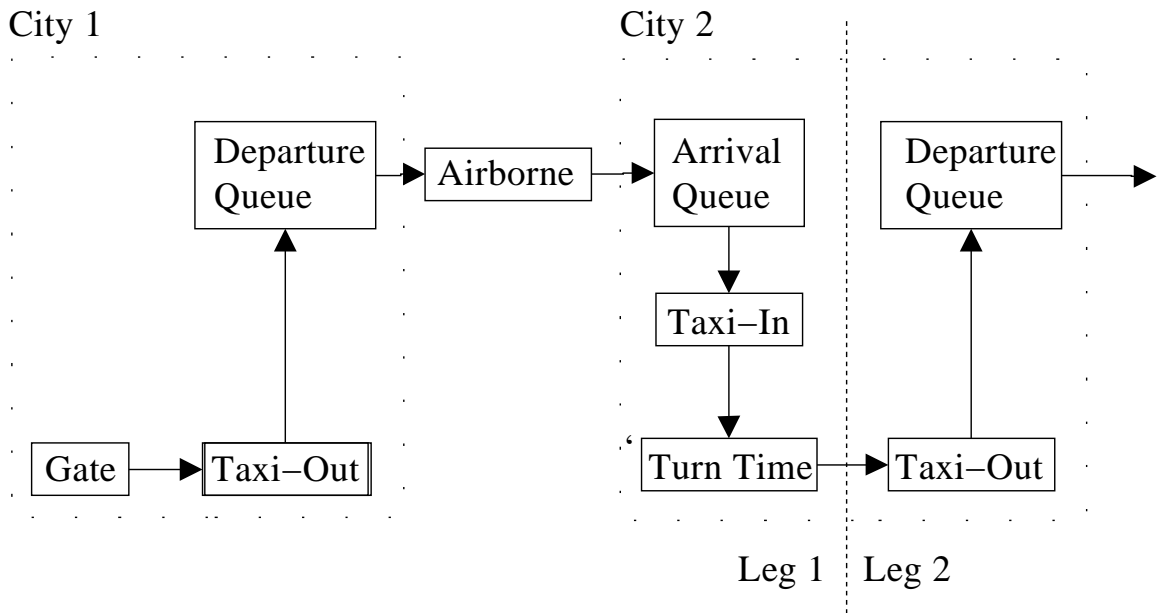 City 1
City 2
Departure
Queue
Airborne
Arrival
Queue
Departure
Queue
Taxi–In
Gate
Taxi–Out
‘
Turn Time
Taxi–Out
Leg 1
Leg 2